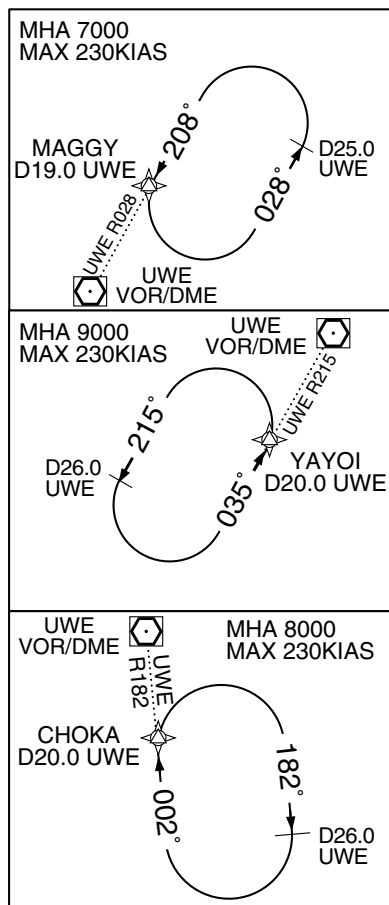 MHA 7000
MAX 230KIAS
208°
MAGGY
D19.0 UWE
D25.0
UWE
028°
UWE R028
UWE
VOR/DME
MHA 9000
MAX 230KIAS
UWE
VOR/DME
UWE R215
215°
D26.0
UWE
035°
YAYOI
D20.0 UWE
UWE
VOR/DME
MHA 8000
MAX 230KIAS
UWE
R182
CHOKA
D20.0 UWE
182°
002°
D26.0
UWE